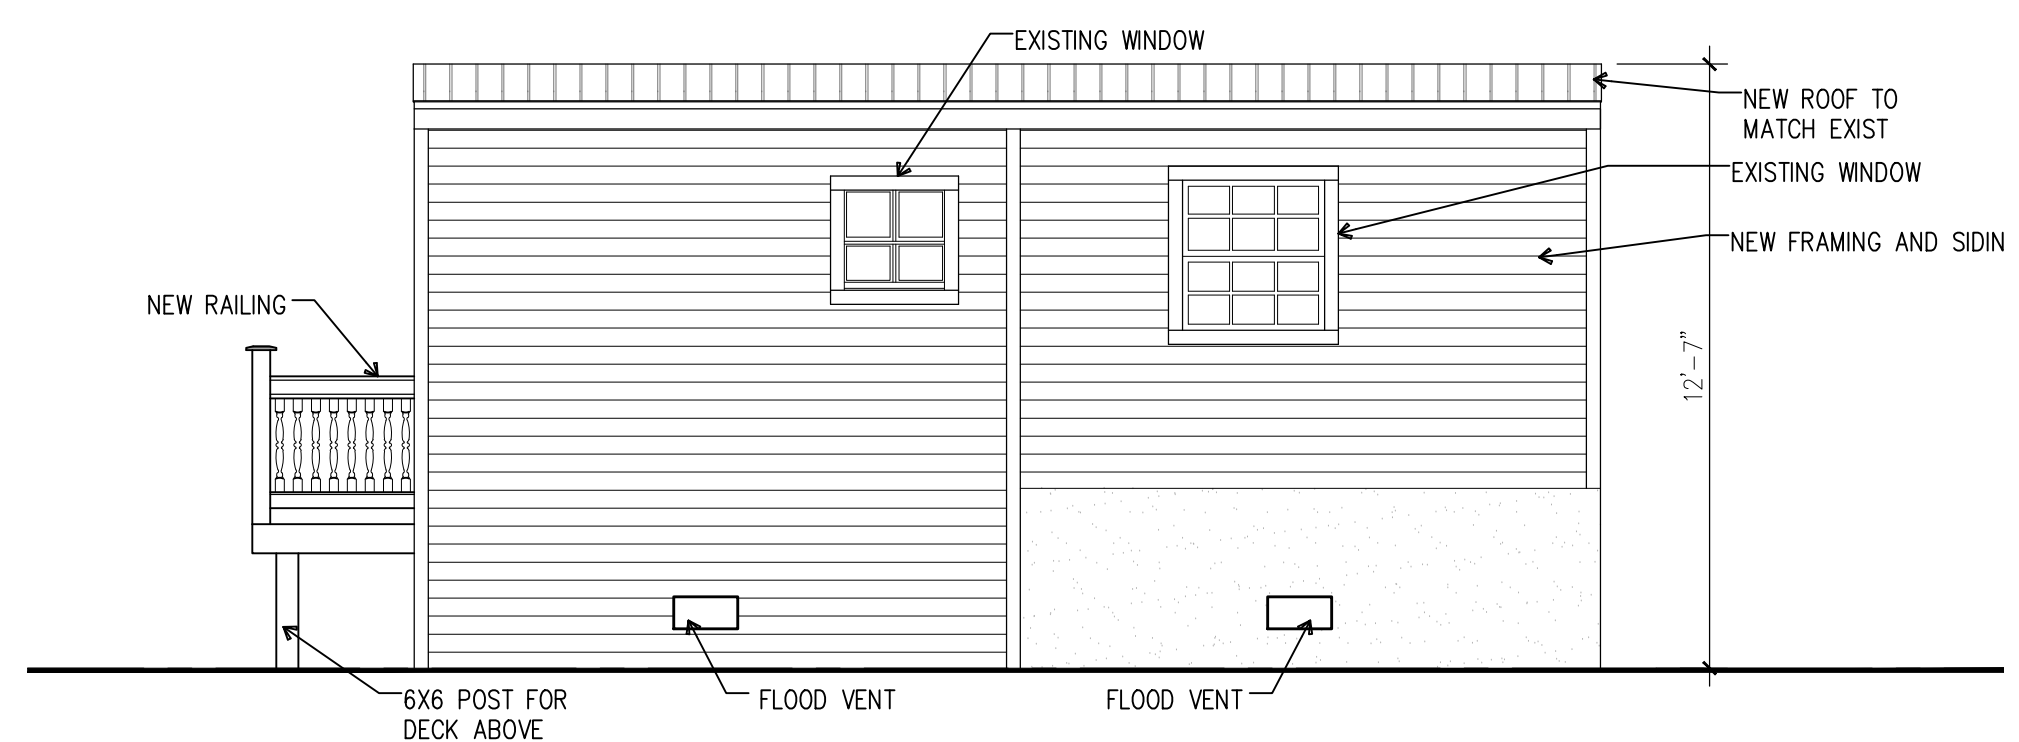 EXISTING WINDOW
NEW ROOF TO
MATCH EXIST
EXISTING WINDOW
NEW FRAMING AND SIDIN
NEW RAILING
12'-7"
6X6 POST FOR
DECK ABOVE
FLOOD VENT
FLOOD VENT